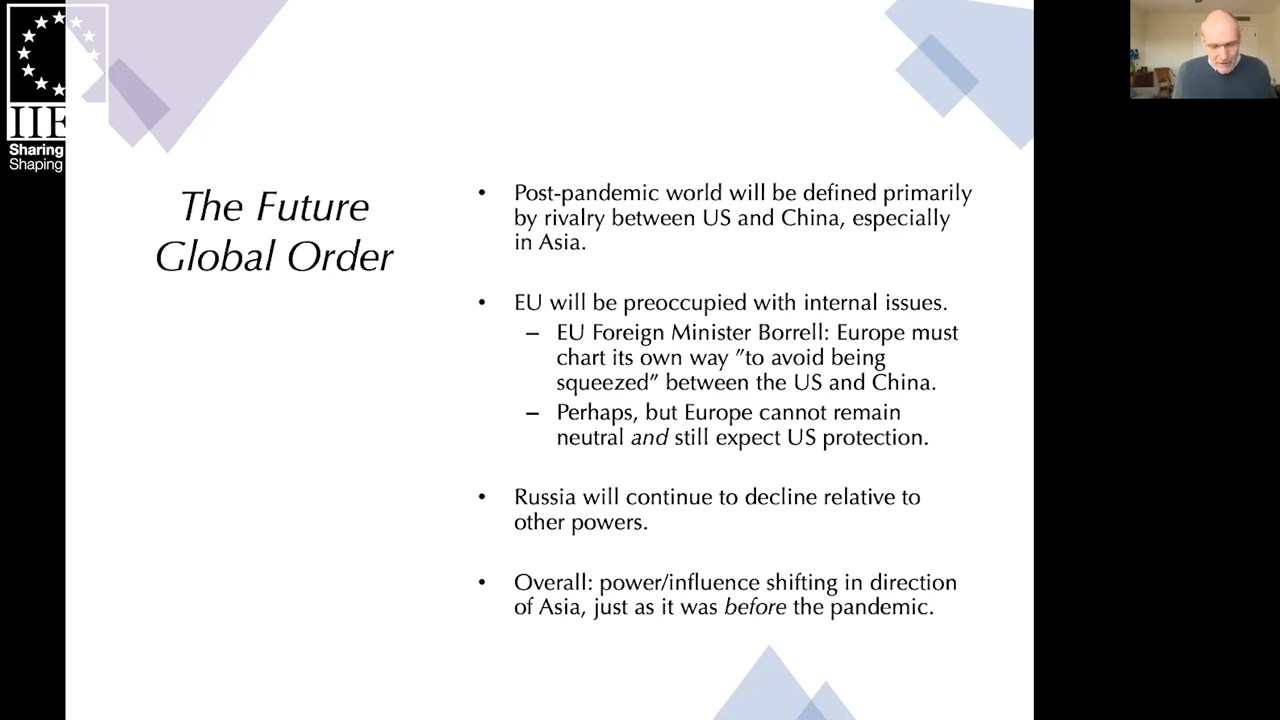 IIE
Sharing
Shaping
The Future
Global Order
• Post-pandemic world will be defined primarily
by rivalry between US and China, especially
in Asia.
• EU will be preoccupied with internal issues.
– EU Foreign Minister Borrell: Europe must
chart its own way ”to avoid being
squeezed” between the US and China.
– Perhaps, but Europe cannot remain
neutral and still expect US protection.
• Russia will continue to decline relative to
other powers.
• Overall: power/influence shifting in direction
of Asia, just as it was before the pandemic.